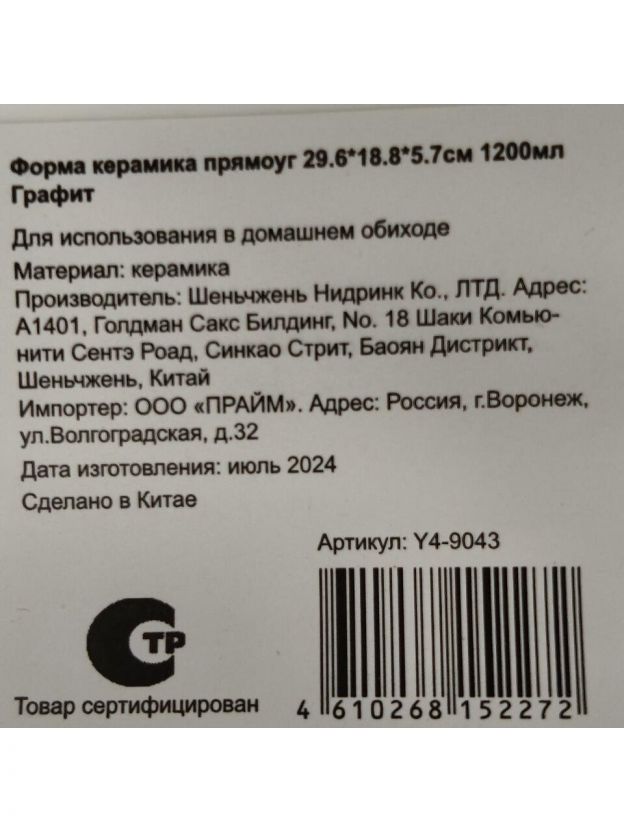 Форма керамика прямоуг 29.6*18.8*5.7см 1200мл
Графит
Для использования в домашнем обиходе
Материал: керамика
Производитель: Шеньчжень Нидринк Ко., ЛТД. Адрес:
А1401, Голдман Сакс Билдинг, No. 18 Шаки Комью-
нити Сентэ Роад, Синкао Стрит, Баоян Дистрикт,
Шеньчжень, Китай
Импортер: ООО «ПРАЙМ». Адрес: Россия, г.Воронеж,
ул.Волгоградская, д.32
Дата изготовления: июль 2024
Сделано в Китае
Артикул: Y4-9043
СТР
Товар сертифицирован
4 610268 152272